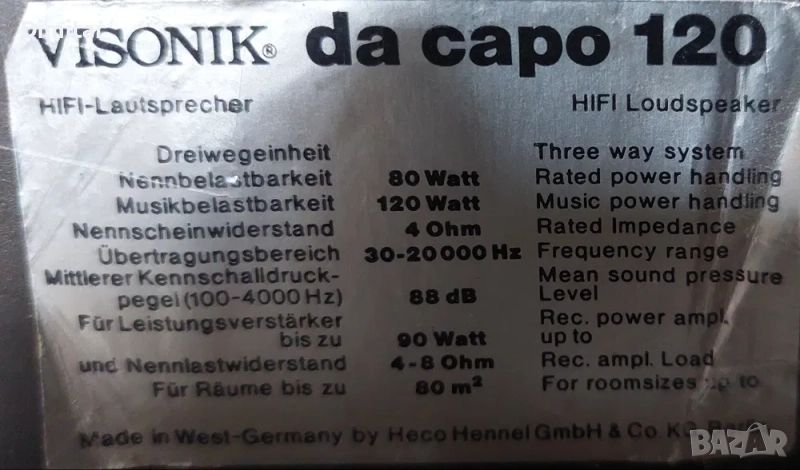 VISONIK® da capo 120
HIFI-Lautsprecher HIFI Loudspeaker
Dreiwegeinheit Three way system
Nennbelastbarkeit 80 Watt Rated power handling
Musikbelastbarkeit 120 Watt Music power handling
Nennscheinwiderstand 4 Ohm Rated Impedance
Übertragungsbereich 30-20000 Hz Frequency range
Mittlerer Kennschalldruck- Mean sound pressure
pegel (100-4000 Hz) 88 dB Level
Für Leistungsverstärker Rec. power ampl.
bis zu 90 Watt up to
und Nennlastwiderstand 4-8 Ohm Rec. ampl. Load
Für Räume bis zu 80 m² For roomsizes up to
Made in West-Germany by Heco Hennel GmbH & Co. KG
BAZAR